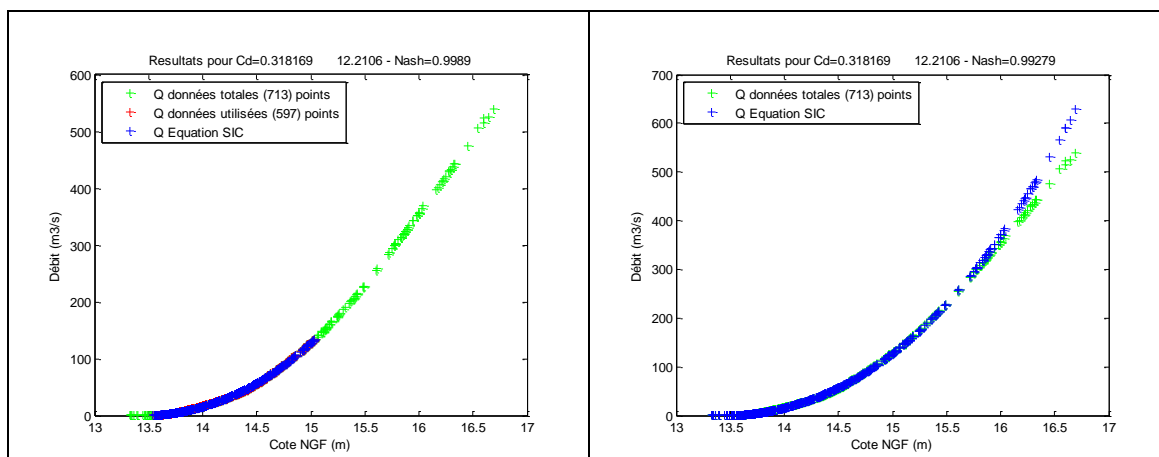 Resultats pour Cd=0.318169 12.2106 - Nash=0.9989
600
500
400
300
200
100
0
Débit (m3/s)
Q données totales (713) points
Q données utilisées (597) points
Q Equation SIC
13 13.5 14 14.5 15 15.5 16 16.5 17
Cote NGF (m)
Resultats pour Cd=0.318169 12.2106 - Nash=0.99279
700
600
500
400
300
200
100
0
Débit (m3/s)
Q données totales (713) points
Q Equation SIC
13 13.5 14 14.5 15 15.5 16 16.5 17
Cote NGF (m)